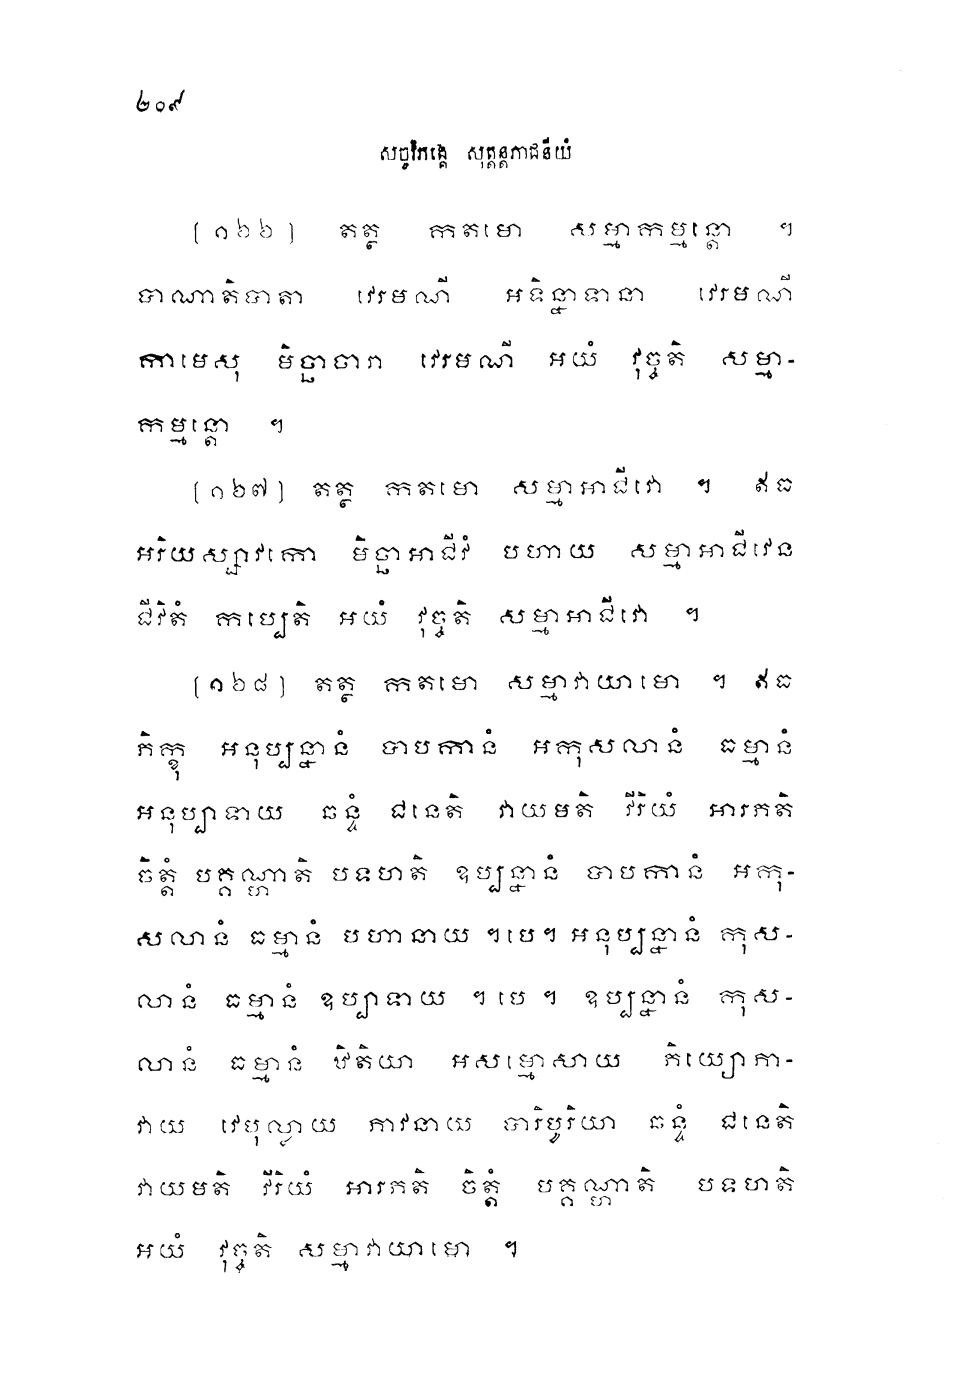 ២០៩
សច្ចវិភង្គេ សុត្តន្តភាជនីយំ
[១៦៦] តត្ថ កតមោ សម្មាកម្មន្តោ ។
បាណាតិបាតា វេរមណី អទិន្នាទានា វេរមណី
កាមេសុ មិច្ឆាចារា វេរមណី អយំ វុច្ចតិ សម្មា-
កម្មន្តោ ។
[១៦៧] តត្ថ កតមោ សម្មាអាជីវោ ។ ឥធ
អរិយស្សាវកោ មិច្ឆាអាជីវំ បហាយ សម្មាអាជីវេន
ជីវិតំ កប្បេតិ អយំ វុច្ចតិ សម្មាអាជីវោ ។
[១៦៨] តត្ថ កតមោ សម្មាវាយាមោ ។ ឥធ
ភិក្ខុ អនុប្បន្នានំ បាបកានំ អកុសលានំ ធម្មានំ
អនុប្បាទាយ ឆន្ទំ ជនេតិ វាយមតិ វីរិយំ អារភតិ
ចិត្តំ បគ្គណ្ហាតិ បទហតិ ឧប្បន្នានំ បាបកានំ អកុ-
សលានំ ធម្មានំ បហានាយ ។បេ។ អនុប្បន្នានំ កុស-
លានំ ធម្មានំ ឧប្បាទាយ ។ បេ ។ ឧប្បន្នានំ កុស-
លានំ ធម្មានំ ឋិតិយា អសម្មោសាយ ភិយ្យោភា-
វាយ វេបុល្លាយ ភាវនាយ បារិបូរិយា ឆន្ទំ ជនេតិ
វាយមតិ វីរិយំ អារភតិ ចិត្តំ បគ្គណ្ហាតិ បទហតិ
អយំ វុច្ចតិ សម្មាវាយាមោ ។